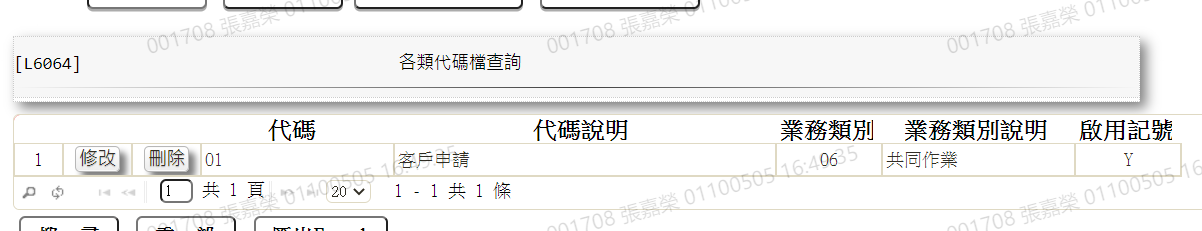 [L6064] 各類代碼檔查詢
代碼 代碼說明 業務類別 業務類別說明 啟用記號
1 修改 刪除 01 客戶申請 06 共同作業 Y
1 共 1 頁 20 1 - 1 共 1 條
001708 張嘉榮 01100505 16:40:35